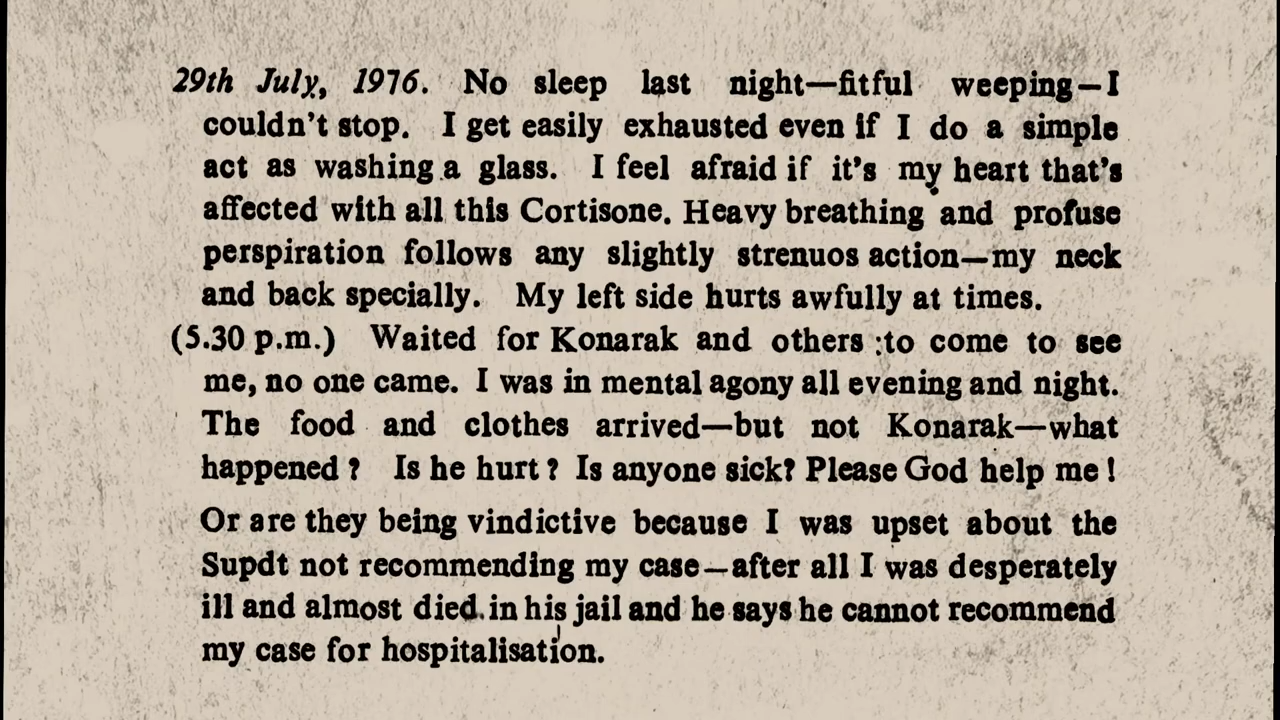 29th July, 1976. No sleep last night—fitful weeping—I
couldn't stop. I get easily exhausted even if I do a simple
act as washing a glass. I feel afraid if it's my heart that's
affected with all this Cortisone. Heavy breathing and profuse
perspiration follows any slightly strenuos action—my neck
and back specially. My left side hurts awfully at times.
(5.30 p.m.) Waited for Konarak and others :to come to see
me, no one came. I was in mental agony all evening and night.
The food and clothes arrived—but not Konarak—what
happened ? Is he hurt ? Is anyone sick? Please God help me !
Or are they being vindictive because I was upset about the
Supdt not recommending my case—after all I was desperately
ill and almost died in his jail and he says he cannot recommend
my case for hospitalisation.